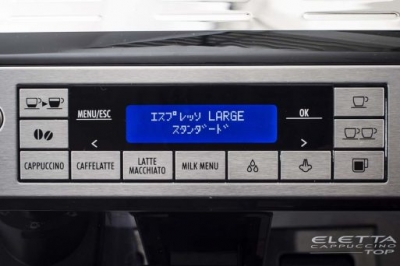 MENU/ESC
エスプレッソ LARGE
スタンダード
OK
<
>
CAPPUCCINO
CAFFELATTE
LATTE
MACCHIATO
MILK MENU
ELETTA
CAPPUCCINO
TOP